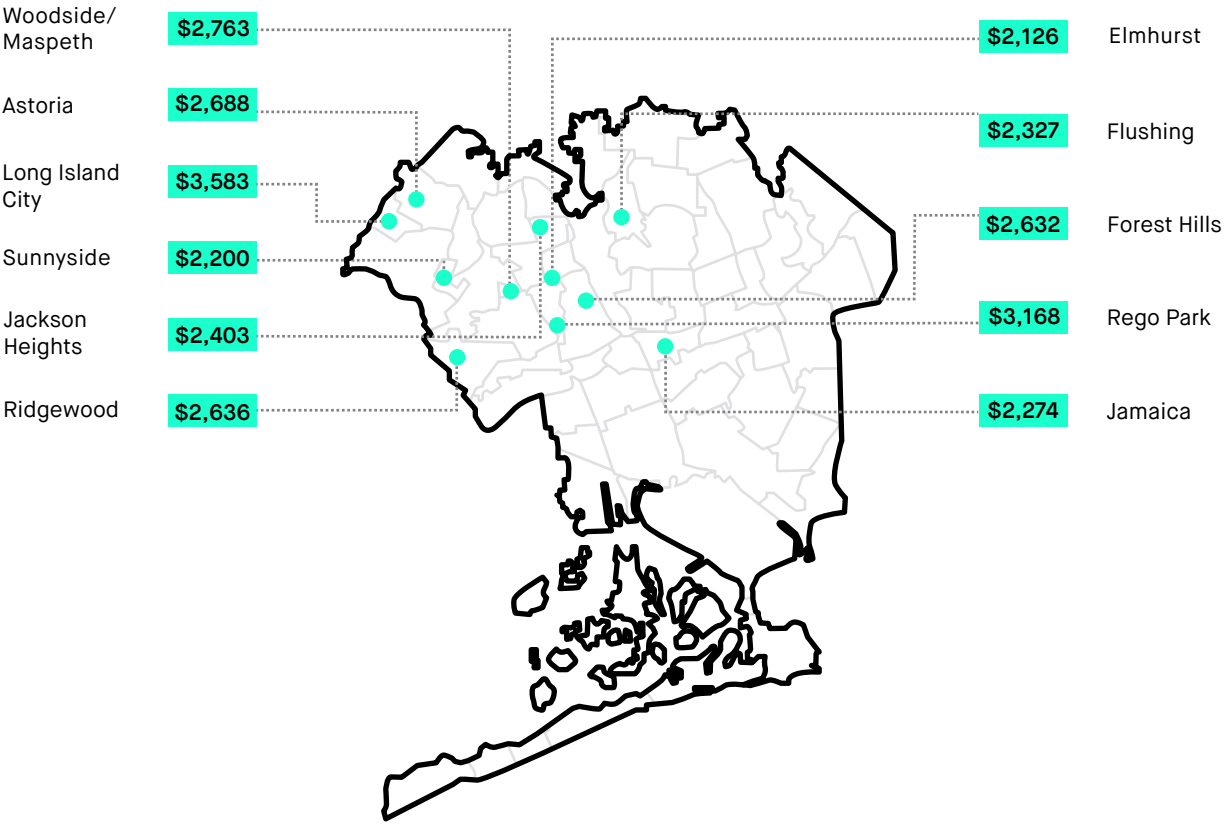 Woodside/
Maspeth
$2,763
Astoria
$2,688
Long Island
City
$3,583
Sunnyside
$2,200
Jackson
Heights
$2,403
Ridgewood
$2,636
$2,126
Elmhurst
$2,327
Flushing
$2,632
Forest Hills
$3,168
Rego Park
$2,274
Jamaica